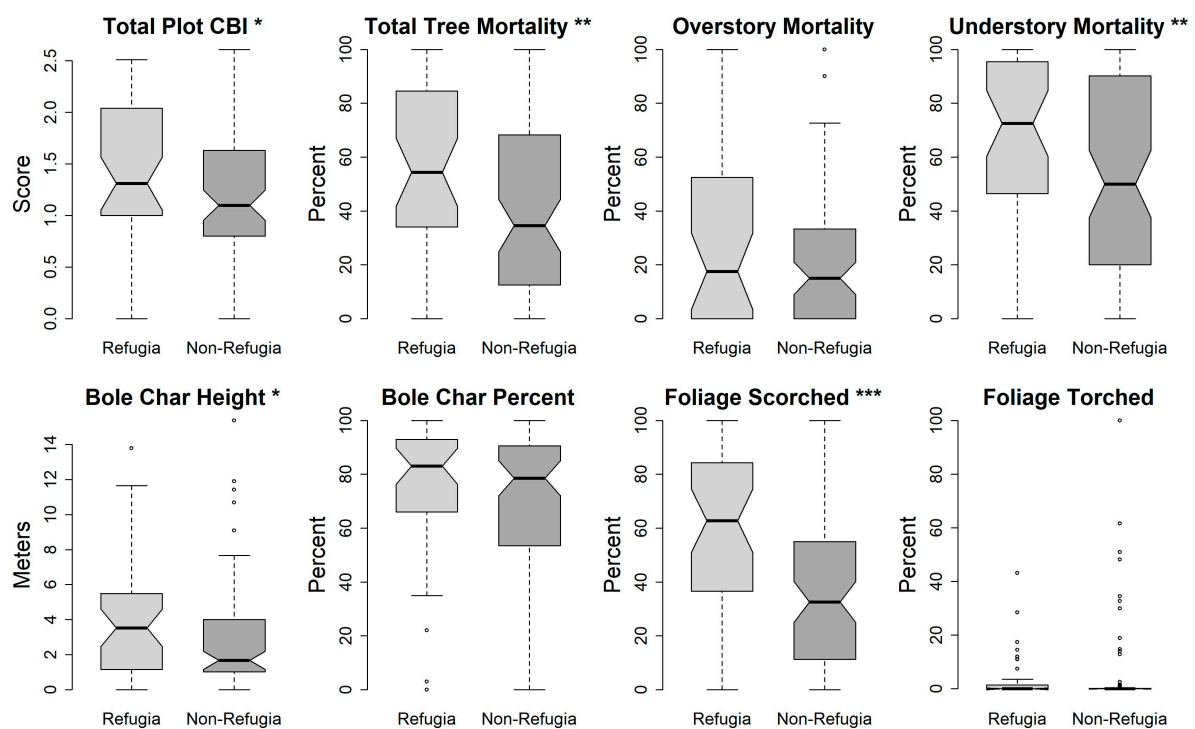 Total Plot CBI *
Total Tree Mortality **
Overstory Mortality
Understory Mortality **
Score
0.0 0.5 1.0 1.5 2.0 2.5
Percent
0 20 40 60 80 100
Percent
0 20 40 60 80 100
Percent
0 20 40 60 80 100
Refugia Non-Refugia
Refugia Non-Refugia
Refugia Non-Refugia
Refugia Non-Refugia
Bole Char Height *
Bole Char Percent
Foliage Scorched ***
Foliage Torched
Meters
0 2 4 6 8 10 12 14
Percent
0 20 40 60 80 100
Percent
0 20 40 60 80 100
Percent
0 20 40 60 80 100
Refugia Non-Refugia
Refugia Non-Refugia
Refugia Non-Refugia
Refugia Non-Refugia